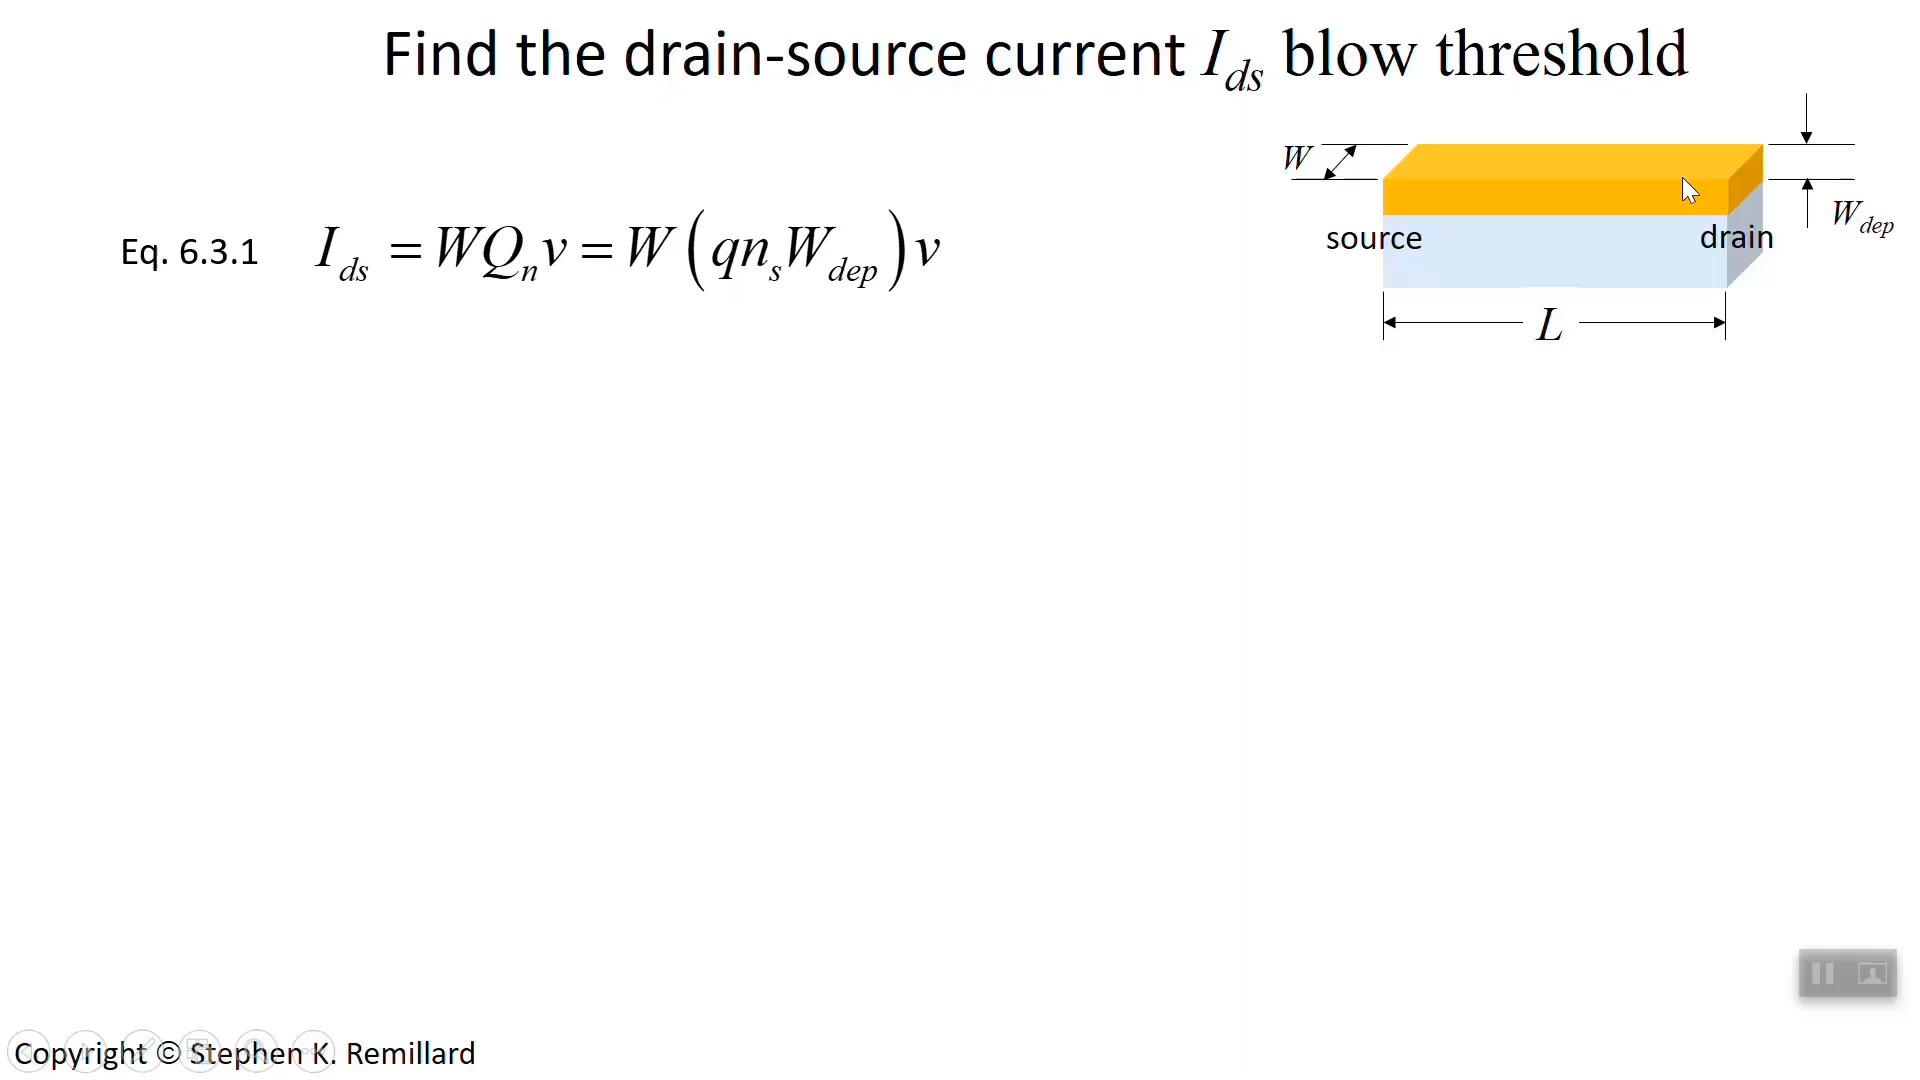 Find the drain-source current I_ds blow threshold
W
W_dep
source
drain
L
Eq. 6.3.1 I_ds = WQ_n v = W(qn_s W_dep)v
Copyright © Stephen K. Remillard